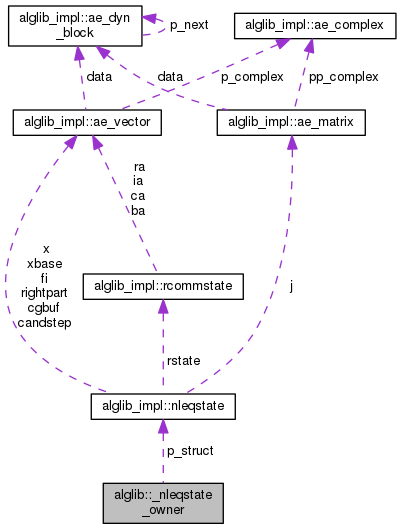 alglib_impl::ae_dyn
_block
p_next
alglib_impl::ae_complex
data
data
p_complex
pp_complex
alglib_impl::ae_vector
alglib_impl::ae_matrix
ra
ia
ca
ba
x
xbase
fi
rightpart
cgbuf
candstep
alglib_impl::rcommstate
j
rstate
alglib_impl::nleqstate
p_struct
alglib::_nleqstate
_owner